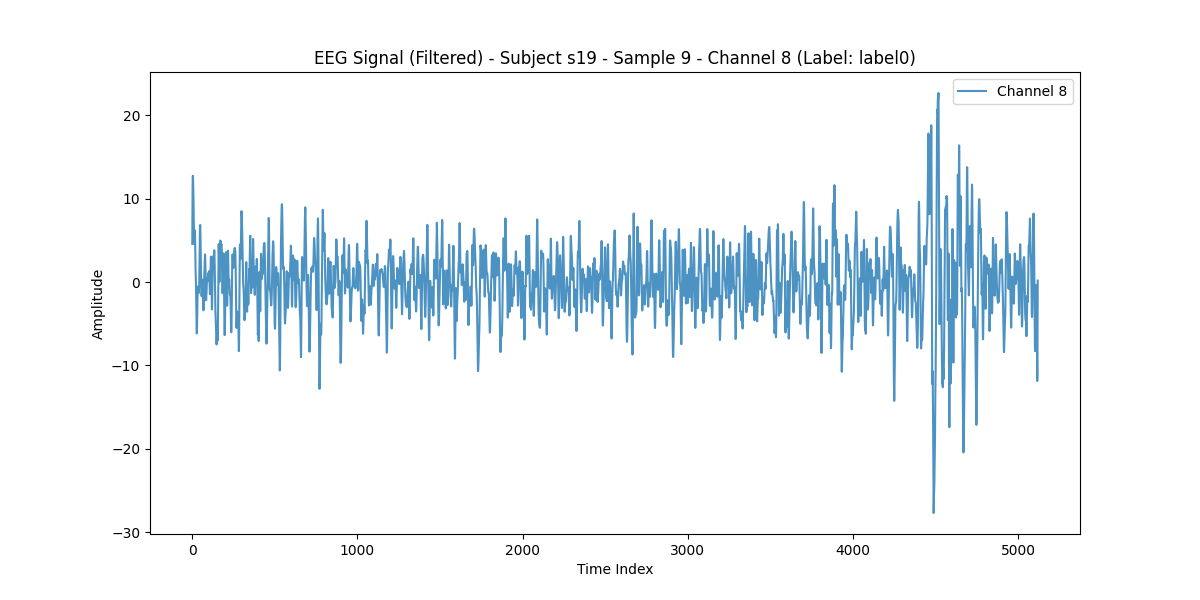 EEG Signal (Filtered) - Subject s19 - Sample 9 - Channel 8 (Label: label0)
Channel 8
20
10
0
−10
−20
−30
Amplitude
0 1000 2000 3000 4000 5000
Time Index